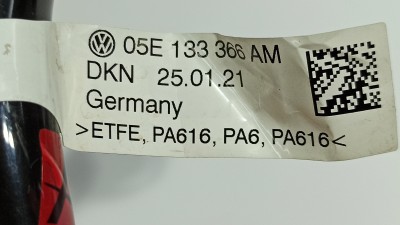 05E 133 366 AM
DKN 25.01.21
Germany
>ETFE, PA616, PA6, PA616<